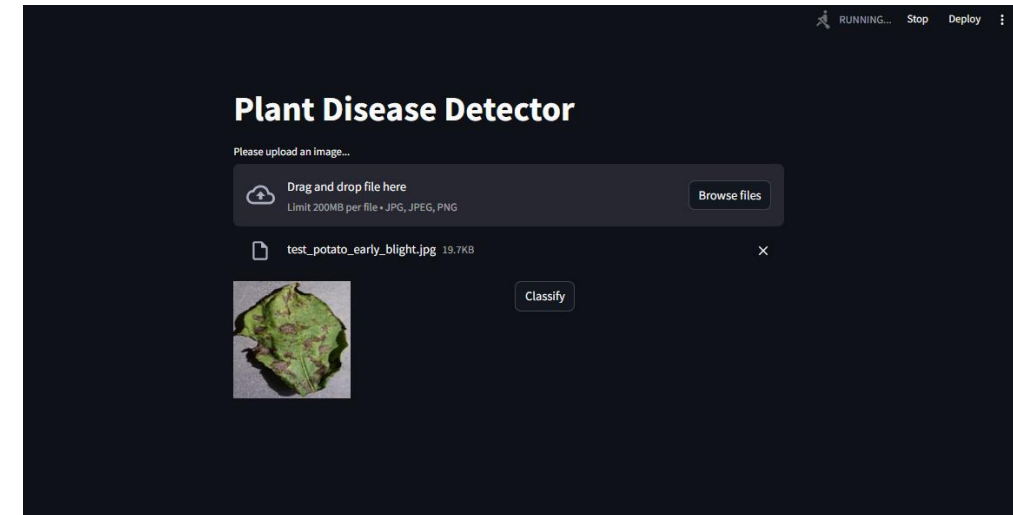 RUNNING... Stop Deploy
Plant Disease Detector
Please upload an image...
Drag and drop file here
Limit 200MB per file • JPG, JPEG, PNG
Browse files
test_potato_early_blight.jpg 19.7KB
Classify